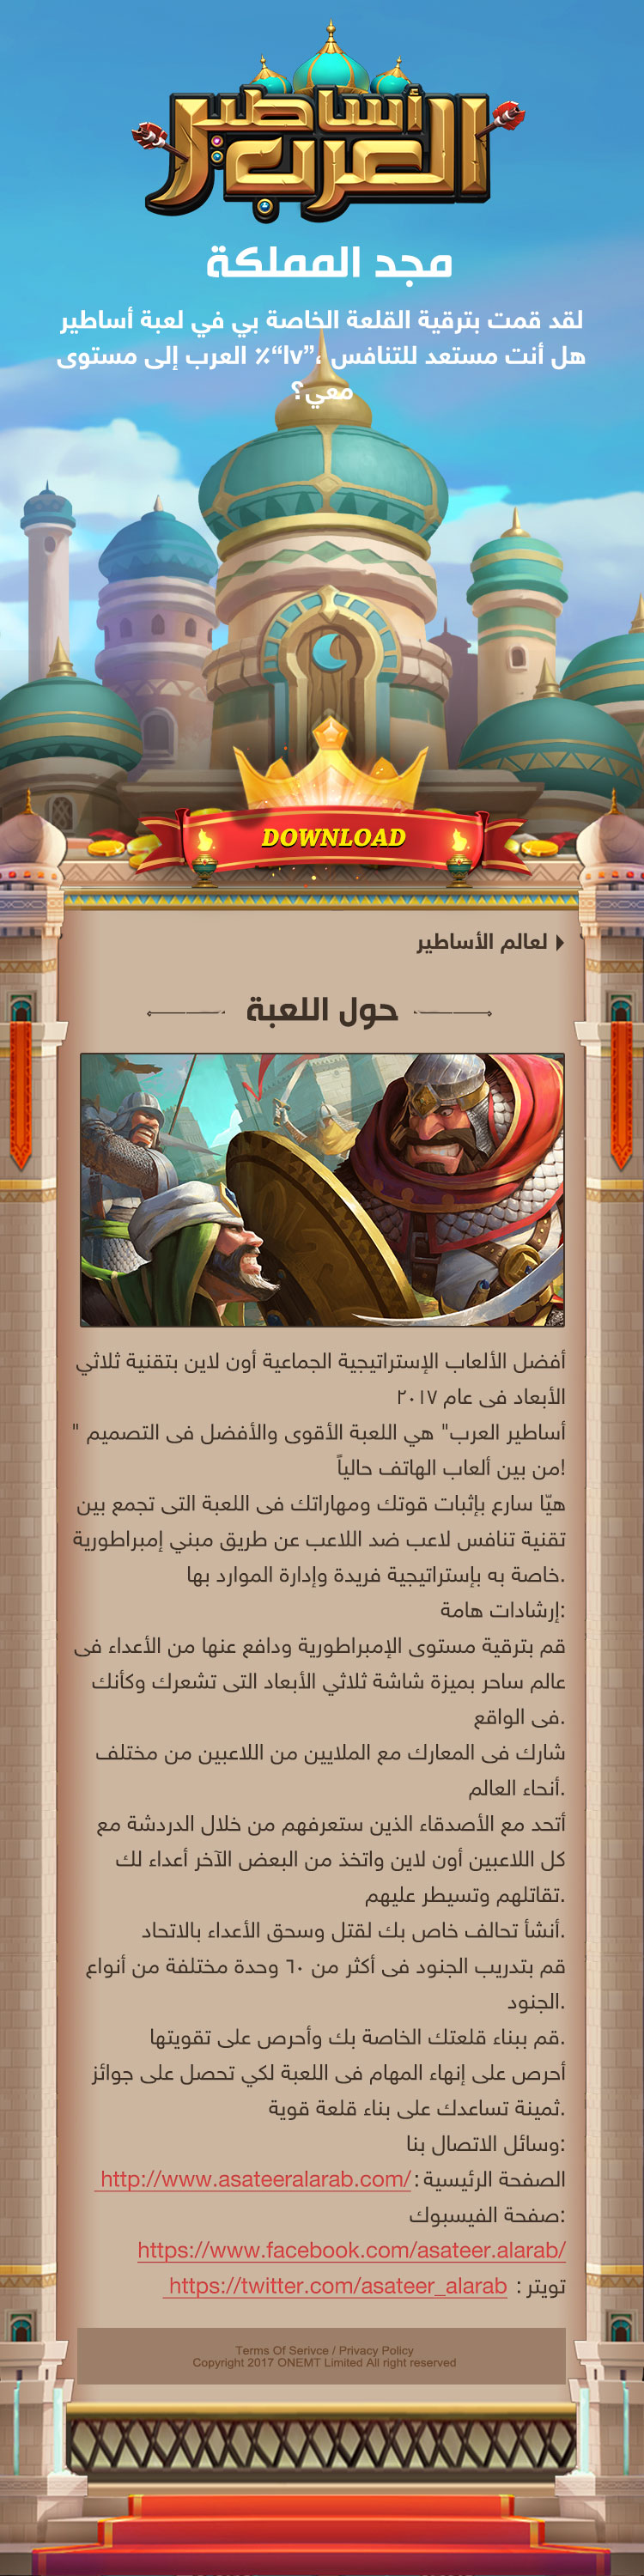 أساطير
العرب
مجد المملكة
لقد قمت بترقية القلعة الخاصة بي في لعبة أساطير
هل أنت مستعد للتنافس ،”lv“٪ العرب إلى مستوى
معي؟
DOWNLOAD
لعالم الأساطير
حول اللعبة
أفضل الألعاب الإستراتيجية الجماعية أون لاين بتقنية ثلاثي
الأبعاد فى عام ٢٠١٧
أساطير العرب" هي اللعبة الأقوى والأفضل فى التصميم "
!من بين ألعاب الهاتف حالياً
هيّا سارع بإثبات قوتك ومهاراتك فى اللعبة التى تجمع بين
تقنية تنافس لاعب ضد اللاعب عن طريق مبني إمبراطورية
.خاصة به بإستراتيجية فريدة وإدارة الموارد بها
:إرشادات هامة
قم بترقية مستوى الإمبراطورية ودافع عنها من الأعداء فى
عالم ساحر بميزة شاشة ثلاثي الأبعاد التى تشعرك وكأنك
.فى الواقع
شارك فى المعارك مع الملايين من اللاعبين من مختلف
.أنحاء العالم
أتحد مع الأصدقاء الذين ستعرفهم من خلال الدردشة مع
كل اللاعبين أون لاين واتخذ من البعض الآخر أعداء لك
.تقاتلهم وتسيطر عليهم
.أنشأ تحالف خاص بك لقتل وسحق الأعداء بالاتحاد
قم بتدريب الجنود فى أكثر من ٦٠ وحدة مختلفة من أنواع
.الجنود
.قم ببناء قلعتك الخاصة بك وأحرص على تقويتها
أحرص على إنهاء المهام فى اللعبة لكي تحصل على جوائز
.ثمينة تساعدك على بناء قلعة قوية
:وسائل الاتصال بنا
الصفحة الرئيسية : http://www.asateeralarab.com/
:صفحة الفيسبوك
https://www.facebook.com/asateer.alarab/
تويتر : https://twitter.com/asateer_alarab
Terms Of Serivce / Privacy Policy
Copyright 2017 ONEMT Limited All right reserved